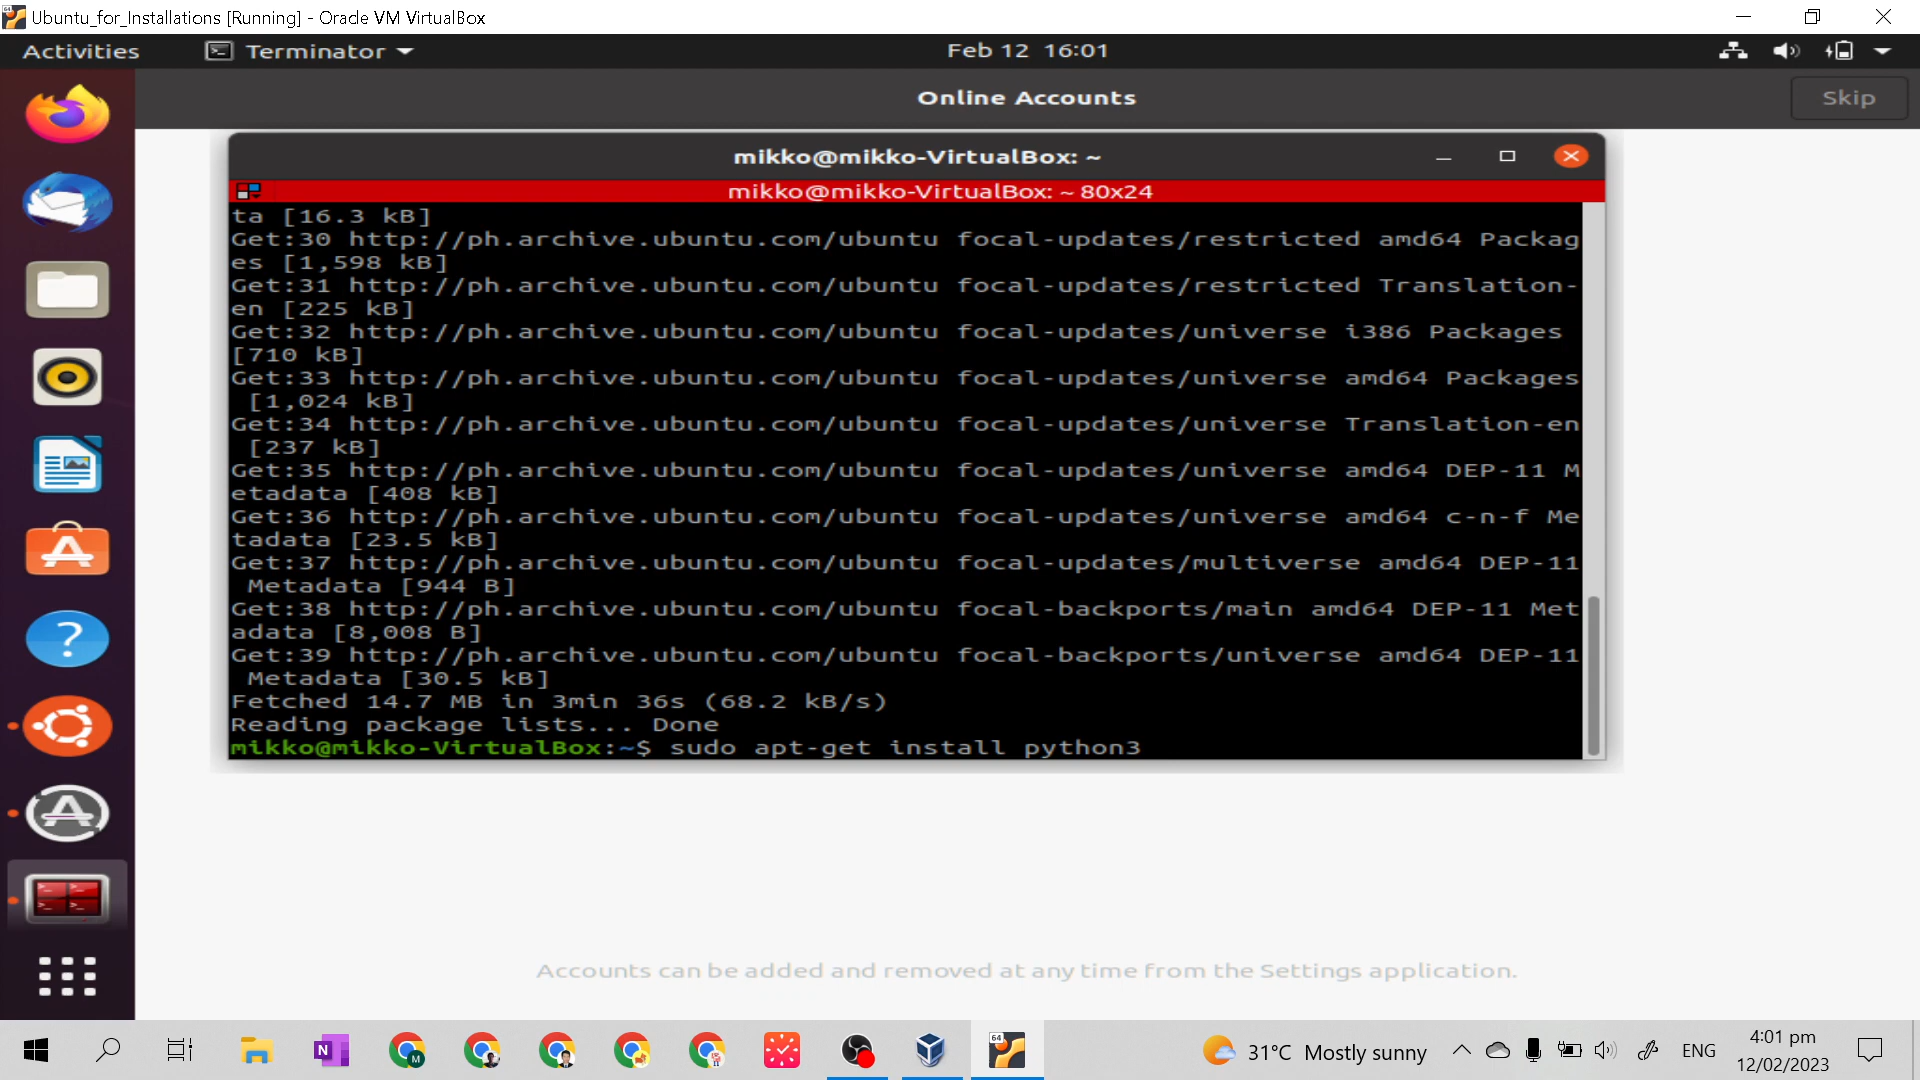 Ubuntu_for_Installations [Running] - Oracle VM VirtualBox
Activities
Terminator
Feb 12 16:01
Online Accounts
Skip
mikko@mikko-VirtualBox: ~
mikko@mikko-VirtualBox: ~ 80x24
ta [16.3 kB]
Get:30 http://ph.archive.ubuntu.com/ubuntu focal-updates/restricted amd64 Packag
es [1,598 kB]
Get:31 http://ph.archive.ubuntu.com/ubuntu focal-updates/restricted Translation-
en [225 kB]
Get:32 http://ph.archive.ubuntu.com/ubuntu focal-updates/universe i386 Packages
[710 kB]
Get:33 http://ph.archive.ubuntu.com/ubuntu focal-updates/universe amd64 Packages
 [1,024 kB]
Get:34 http://ph.archive.ubuntu.com/ubuntu focal-updates/universe Translation-en
 [237 kB]
Get:35 http://ph.archive.ubuntu.com/ubuntu focal-updates/universe amd64 DEP-11 M
etadata [408 kB]
Get:36 http://ph.archive.ubuntu.com/ubuntu focal-updates/universe amd64 c-n-f Me
tadata [23.5 kB]
Get:37 http://ph.archive.ubuntu.com/ubuntu focal-updates/multiverse amd64 DEP-11
 Metadata [944 B]
Get:38 http://ph.archive.ubuntu.com/ubuntu focal-backports/main amd64 DEP-11 Met
adata [8,008 B]
Get:39 http://ph.archive.ubuntu.com/ubuntu focal-backports/universe amd64 DEP-11
 Metadata [30.5 kB]
Fetched 14.7 MB in 3min 36s (68.2 kB/s)
Reading package lists... Done
mikko@mikko-VirtualBox:~$ sudo apt-get install python3
Accounts can be added and removed at any time from the Settings application.
31°C Mostly sunny
ENG
4:01 pm
12/02/2023